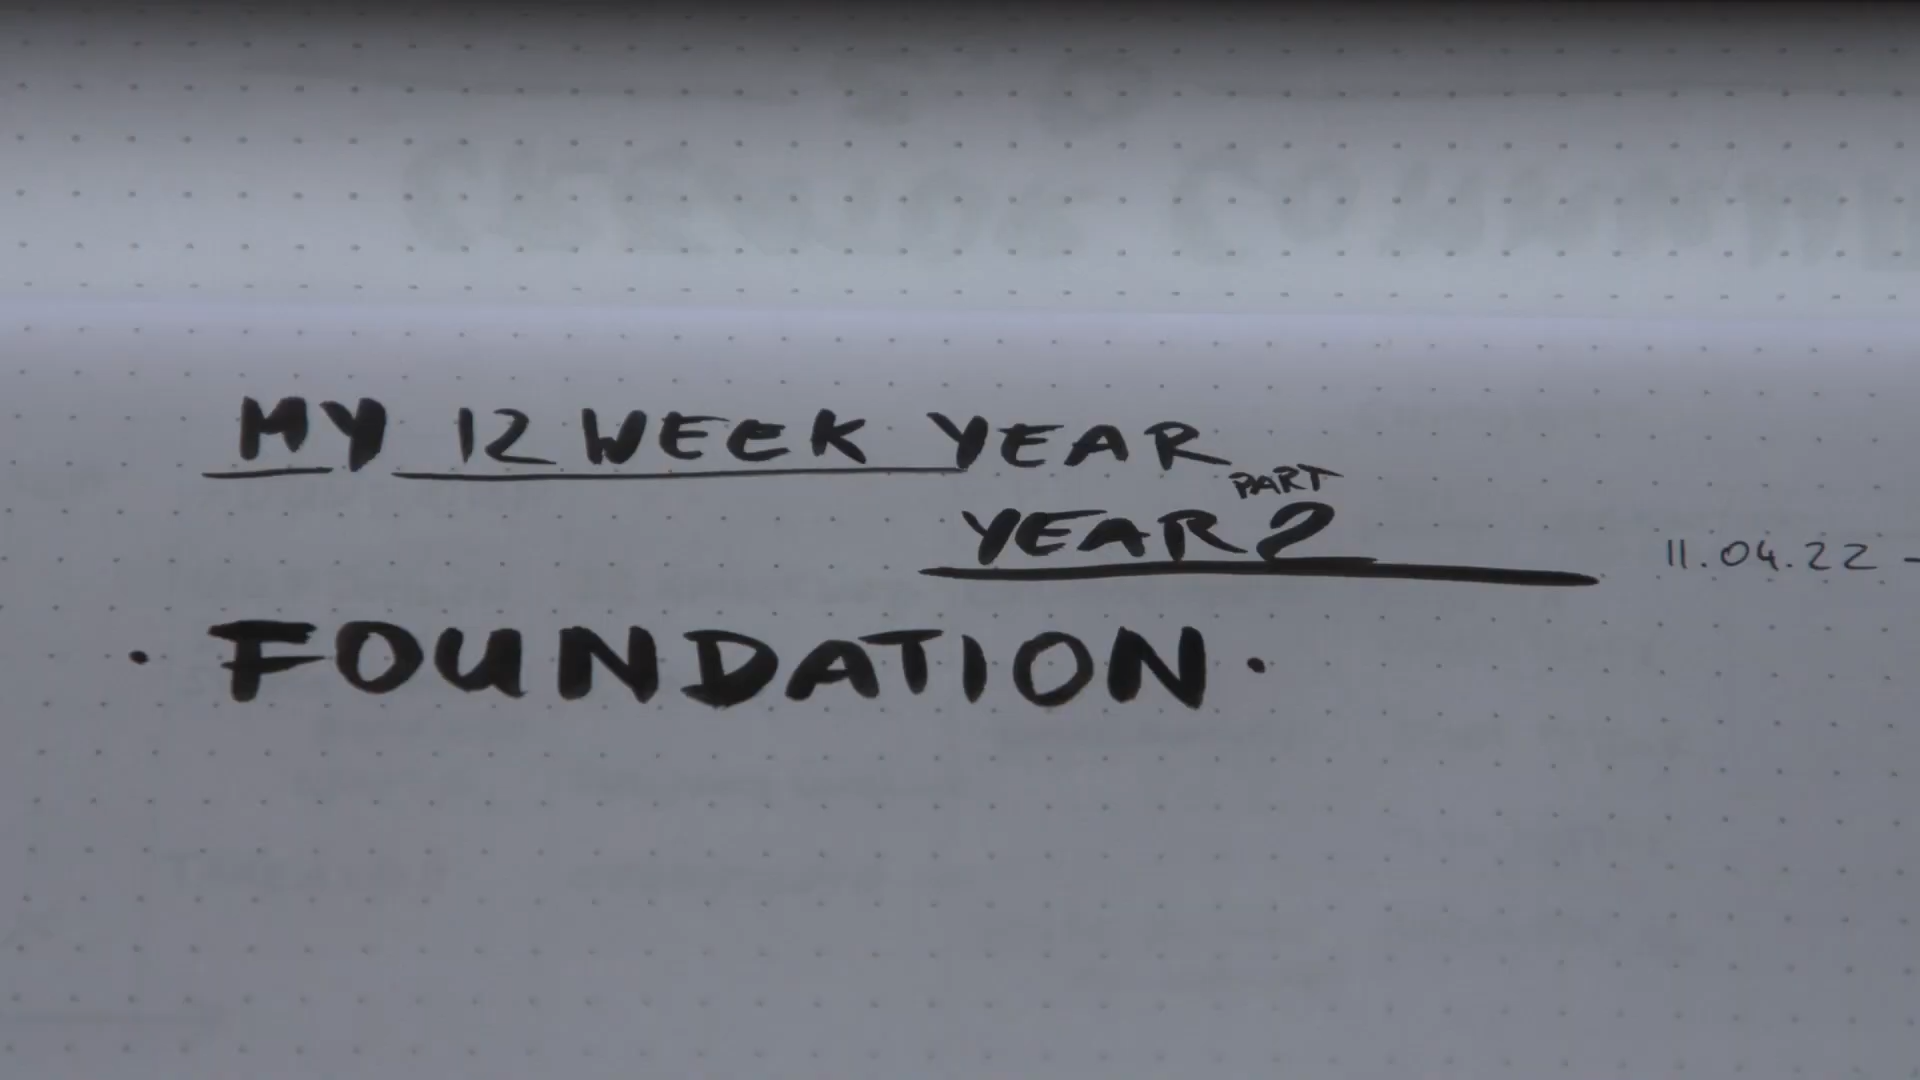 MY 12 WEEK YEAR
PART
YEAR 2
11.04.22 -
· FOUNDATION ·